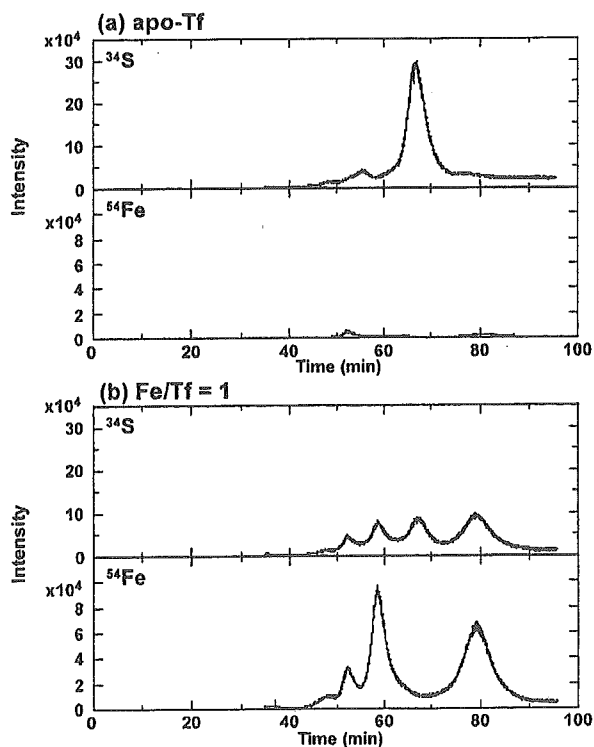 (a) apo-Tf
x10⁴
³⁴S
30
20
10
0
Intensity
x10⁴
⁵⁴Fe
8
6
4
2
0
0 20 40 60 80 100
Time (min)
(b) Fe/Tf = 1
x10⁴
³⁴S
30
20
10
0
Intensity
x10⁴
⁵⁴Fe
8
6
4
2
0
0 20 40 60 80 100
Time (min)